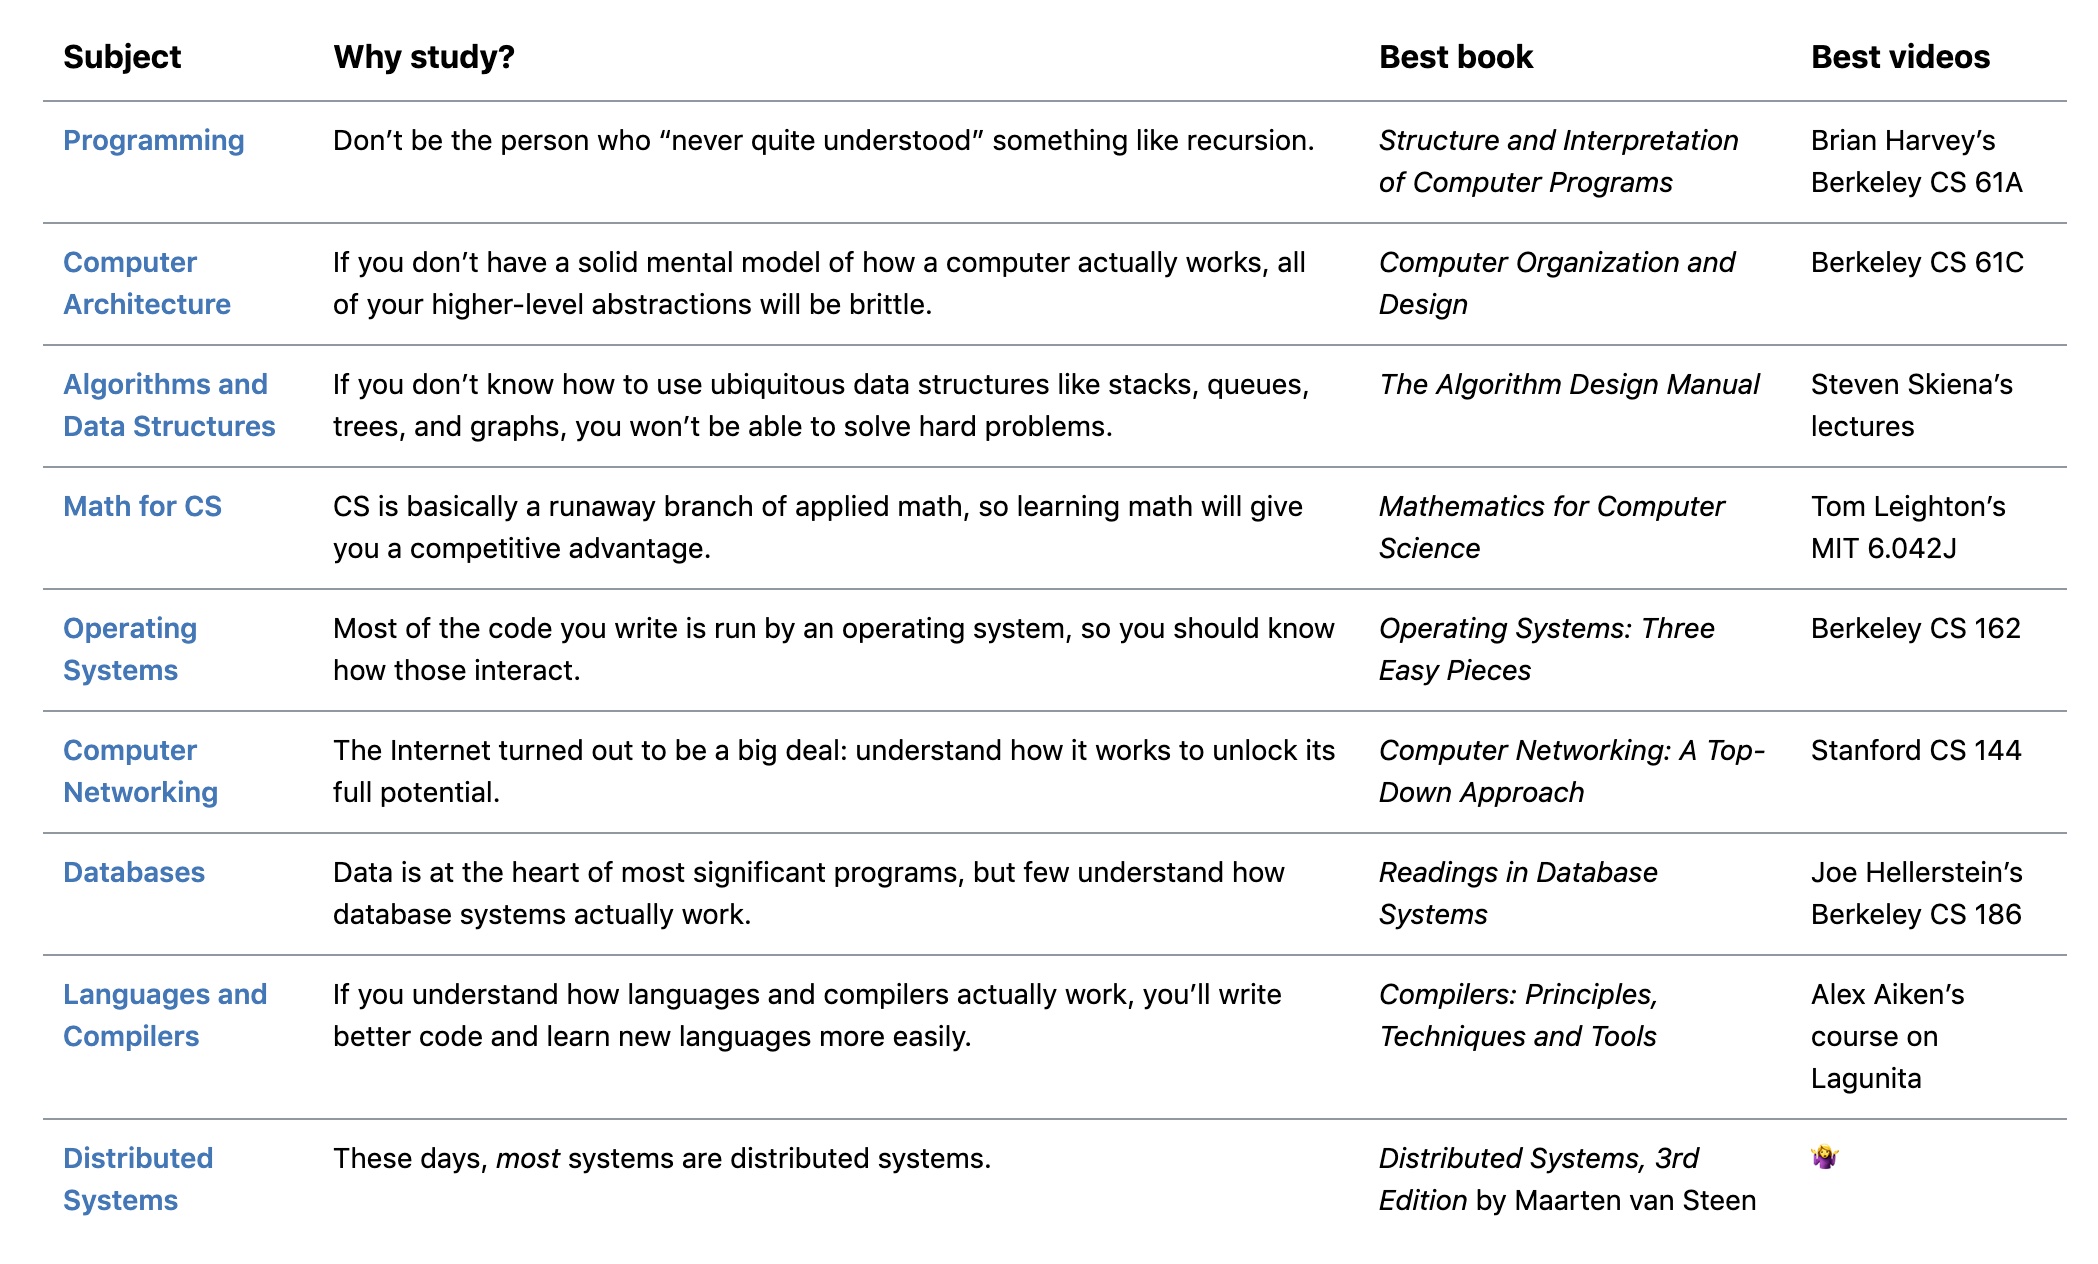 Subject Why study? Best book Best videos
Programming Don’t be the person who “never quite understood” something like recursion. Structure and Interpretation Brian Harvey’s
of Computer Programs Berkeley CS 61A
Computer If you don’t have a solid mental model of how a computer actually works, all Computer Organization and Berkeley CS 61C
Architecture of your higher-level abstractions will be brittle. Design
Algorithms and If you don’t know how to use ubiquitous data structures like stacks, queues, The Algorithm Design Manual Steven Skiena’s
Data Structures trees, and graphs, you won’t be able to solve hard problems. lectures
Math for CS CS is basically a runaway branch of applied math, so learning math will give Mathematics for Computer Tom Leighton’s
you a competitive advantage. Science MIT 6.042J
Operating Most of the code you write is run by an operating system, so you should know Operating Systems: Three Berkeley CS 162
Systems how those interact. Easy Pieces
Computer The Internet turned out to be a big deal: understand how it works to unlock its Computer Networking: A Top- Stanford CS 144
Networking full potential. Down Approach
Databases Data is at the heart of most significant programs, but few understand how Readings in Database Joe Hellerstein’s
database systems actually work. Systems Berkeley CS 186
Languages and If you understand how languages and compilers actually work, you’ll write Compilers: Principles, Alex Aiken’s
Compilers better code and learn new languages more easily. Techniques and Tools course on
Lagunita
Distributed These days, most systems are distributed systems. Distributed Systems, 3rd 🤷‍♀️
Systems Edition by Maarten van Steen